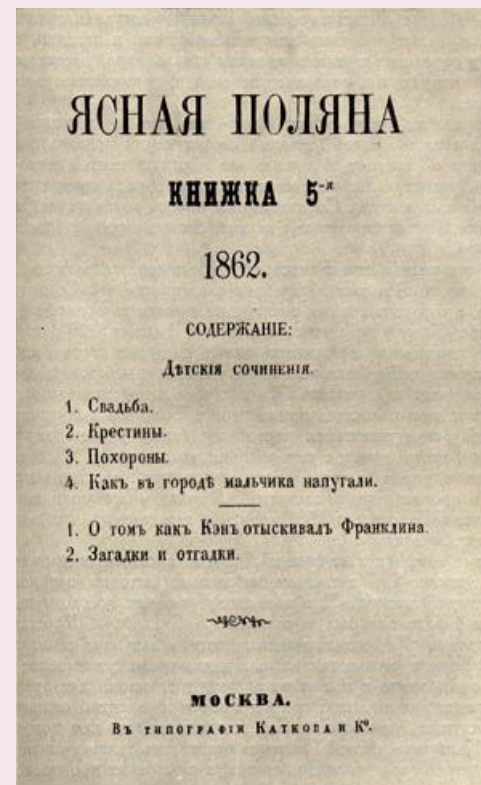 ЯСНАЯ ПОЛЯНА
КНИЖКА 5-я
1862.
СОДЕРЖАНІЕ:
Дѣтскія сочиненія.
1. Свадьба.
2. Крестины.
3. Похороны.
4. Какъ въ городѣ мальчика напугали.
1. О томъ какъ Кэнъ отыскивалъ Франклина.
2. Загадки и отгадки.
МОСКВА.
Въ типографіи Каткова и Ко.